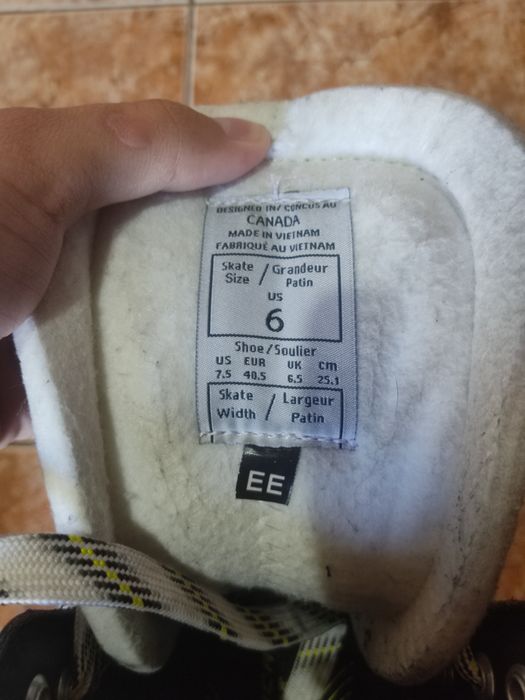 DESIGNED IN/ CONCUS AU
CANADA
MADE IN VIETNAM
FABRIQUÉ AU VIETNAM
Skate Size / Grandeur Patin
US
6
Shoe/Soulier
US EUR UK Cm
7.5 40.5 6.5 25.1
Skate Width / Largeur Patin
EE